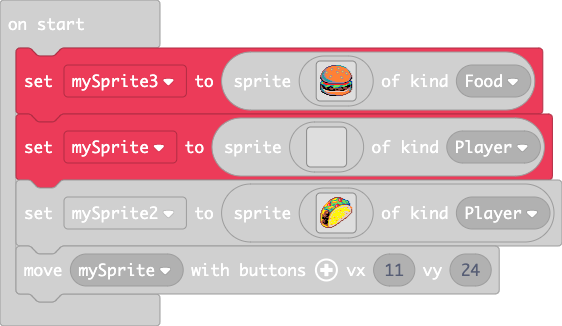 on start
set mySprite3 to sprite of kind Food
set mySprite to sprite of kind Player
set mySprite2 to sprite of kind Player
move mySprite with buttons + vx 11 vy 24